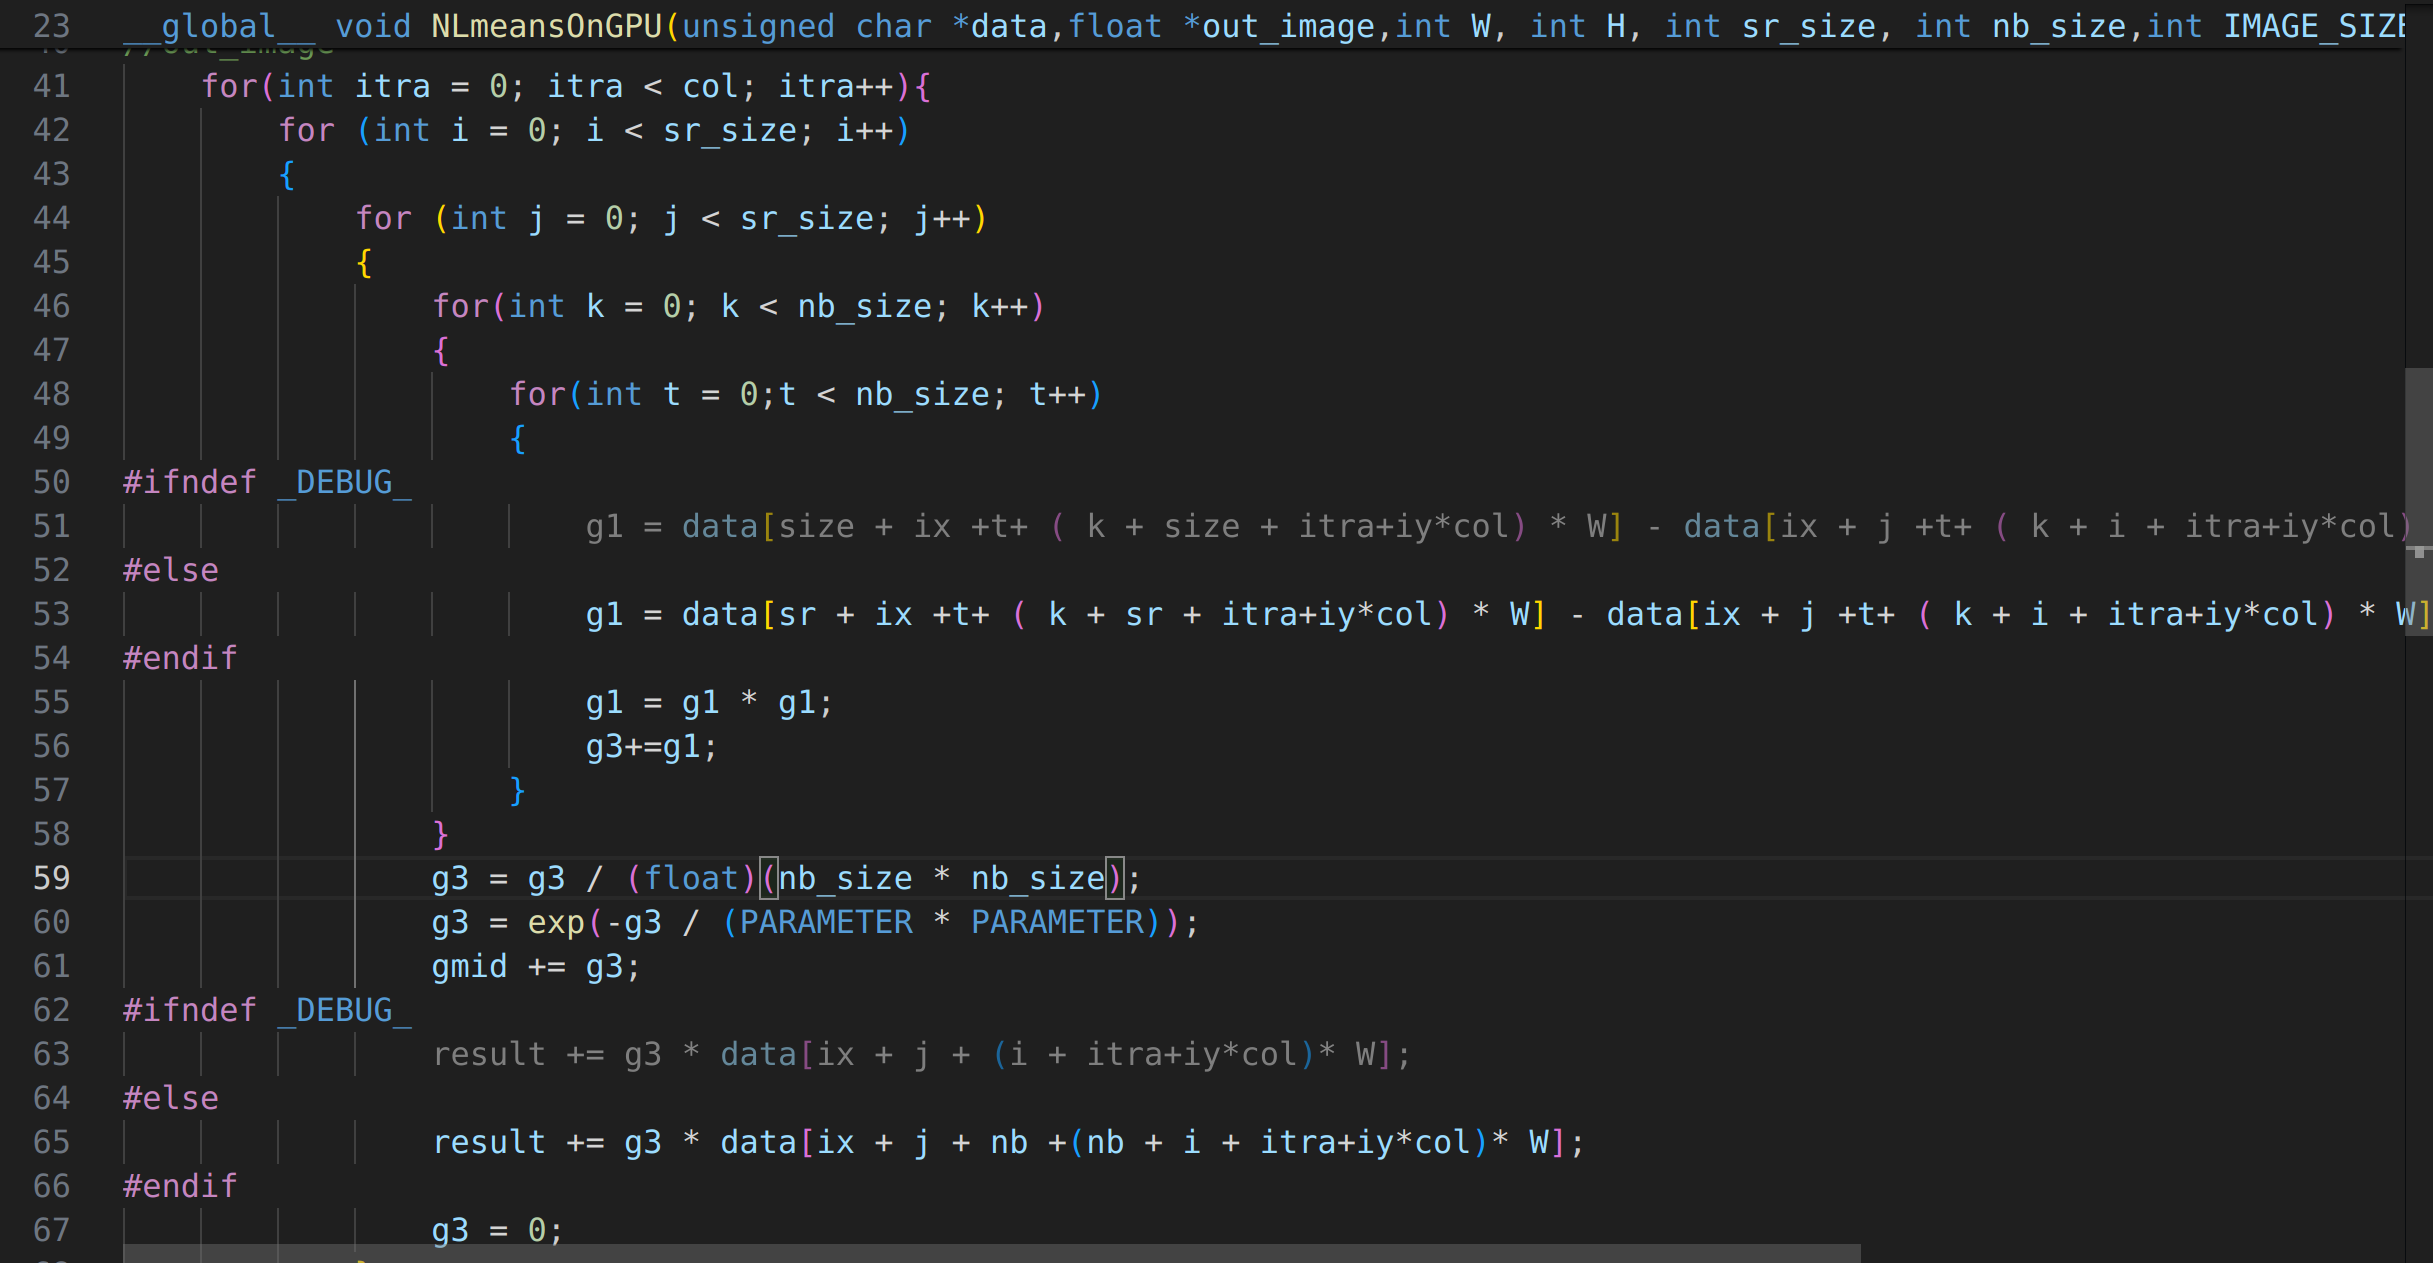 23 __global__ void NLmeansOnGPU(unsigned char *data,float *out_image,int W, int H, int sr_size, int nb_size,int IMAGE_SIZE
//out_image
41 for(int itra = 0; itra < col; itra++){
42 for (int i = 0; i < sr_size; i++)
43 {
44 for (int j = 0; j < sr_size; j++)
45 {
46 for(int k = 0; k < nb_size; k++)
47 {
48 for(int t = 0;t < nb_size; t++)
49 {
50 #ifndef _DEBUG_
51 g1 = data[size + ix +t+ ( k + size + itra+iy*col) * W] - data[ix + j +t+ ( k + i + itra+iy*col)
52 #else
53 g1 = data[sr + ix +t+ ( k + sr + itra+iy*col) * W] - data[ix + j +t+ ( k + i + itra+iy*col) * W]
54 #endif
55 g1 = g1 * g1;
56 g3+=g1;
57 }
58 }
59 g3 = g3 / (float)(nb_size * nb_size);
60 g3 = exp(-g3 / (PARAMETER * PARAMETER));
61 gmid += g3;
62 #ifndef _DEBUG_
63 result += g3 * data[ix + j + (i + itra+iy*col)* W];
64 #else
65 result += g3 * data[ix + j + nb +(nb + i + itra+iy*col)* W];
66 #endif
67 g3 = 0;